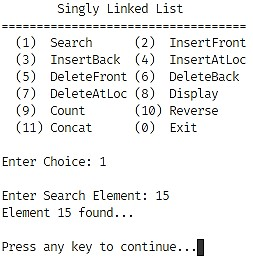 Singly Linked List
===================================
(1) Search (2) InsertFront
(3) InsertBack (4) InsertAtLoc
(5) DeleteFront (6) DeleteBack
(7) DeleteAtLoc (8) Display
(9) Count (10) Reverse
(11) Concat (0) Exit
Enter Choice: 1
Enter Search Element: 15
Element 15 found...
Press any key to continue...